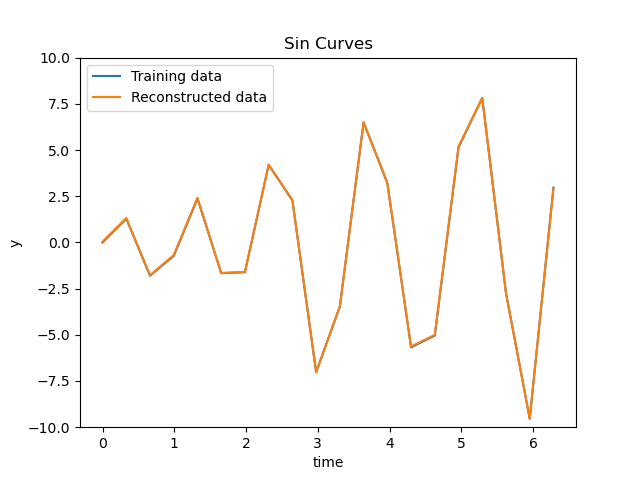 Sin Curves
Training data
Reconstructed data
10.0
7.5
5.0
2.5
0.0
−2.5
−5.0
−7.5
−10.0
y
0 1 2 3 4 5 6
time